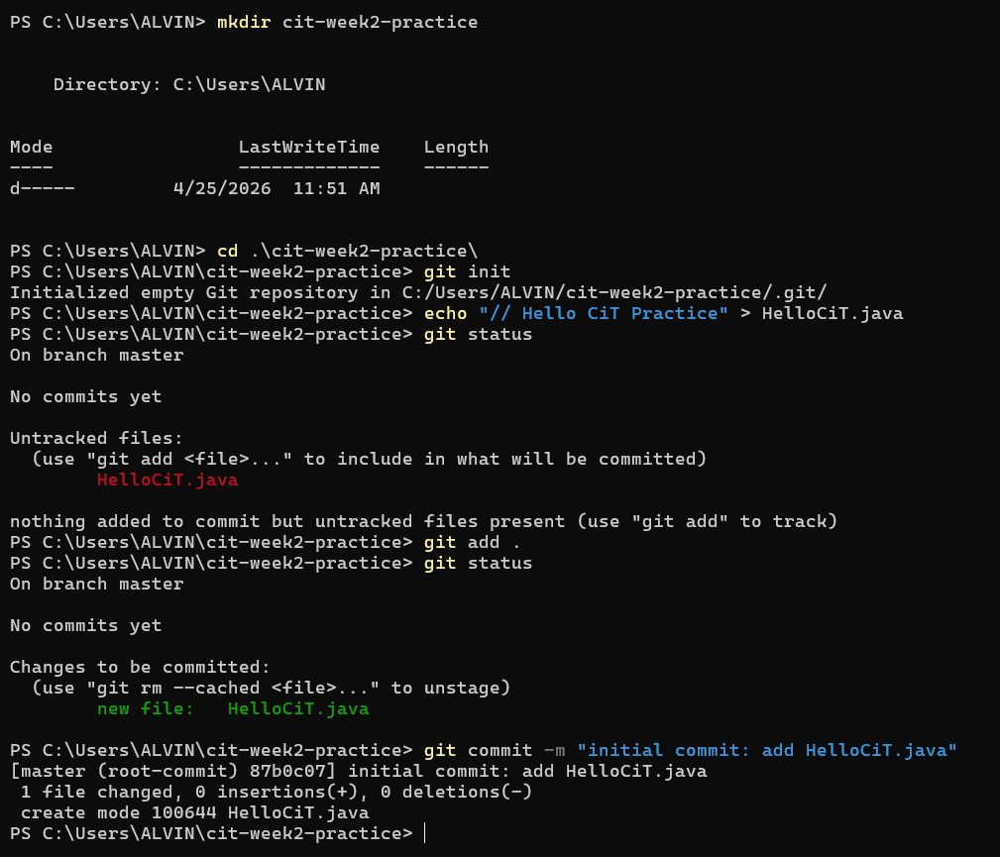 PS C:\Users\ALVIN> mkdir cit-week2-practice
    Directory: C:\Users\ALVIN
Mode                 LastWriteTime    Length
----                 -------------    ------
d-----         4/25/2026  11:51 AM
PS C:\Users\ALVIN> cd .\cit-week2-practice\
PS C:\Users\ALVIN\cit-week2-practice> git init
Initialized empty Git repository in C:/Users/ALVIN/cit-week2-practice/.git/
PS C:\Users\ALVIN\cit-week2-practice> echo "// Hello CiT Practice" > HelloCiT.java
PS C:\Users\ALVIN\cit-week2-practice> git status
On branch master
No commits yet
Untracked files:
  (use "git add <file>..." to include in what will be committed)
        HelloCiT.java
nothing added to commit but untracked files present (use "git add" to track)
PS C:\Users\ALVIN\cit-week2-practice> git add .
PS C:\Users\ALVIN\cit-week2-practice> git status
On branch master
No commits yet
Changes to be committed:
  (use "git rm --cached <file>..." to unstage)
        new file:   HelloCiT.java
PS C:\Users\ALVIN\cit-week2-practice> git commit -m "initial commit: add HelloCiT.java"
[master (root-commit) 87b0c07] initial commit: add HelloCiT.java
 1 file changed, 0 insertions(+), 0 deletions(-)
 create mode 100644 HelloCiT.java
PS C:\Users\ALVIN\cit-week2-practice>